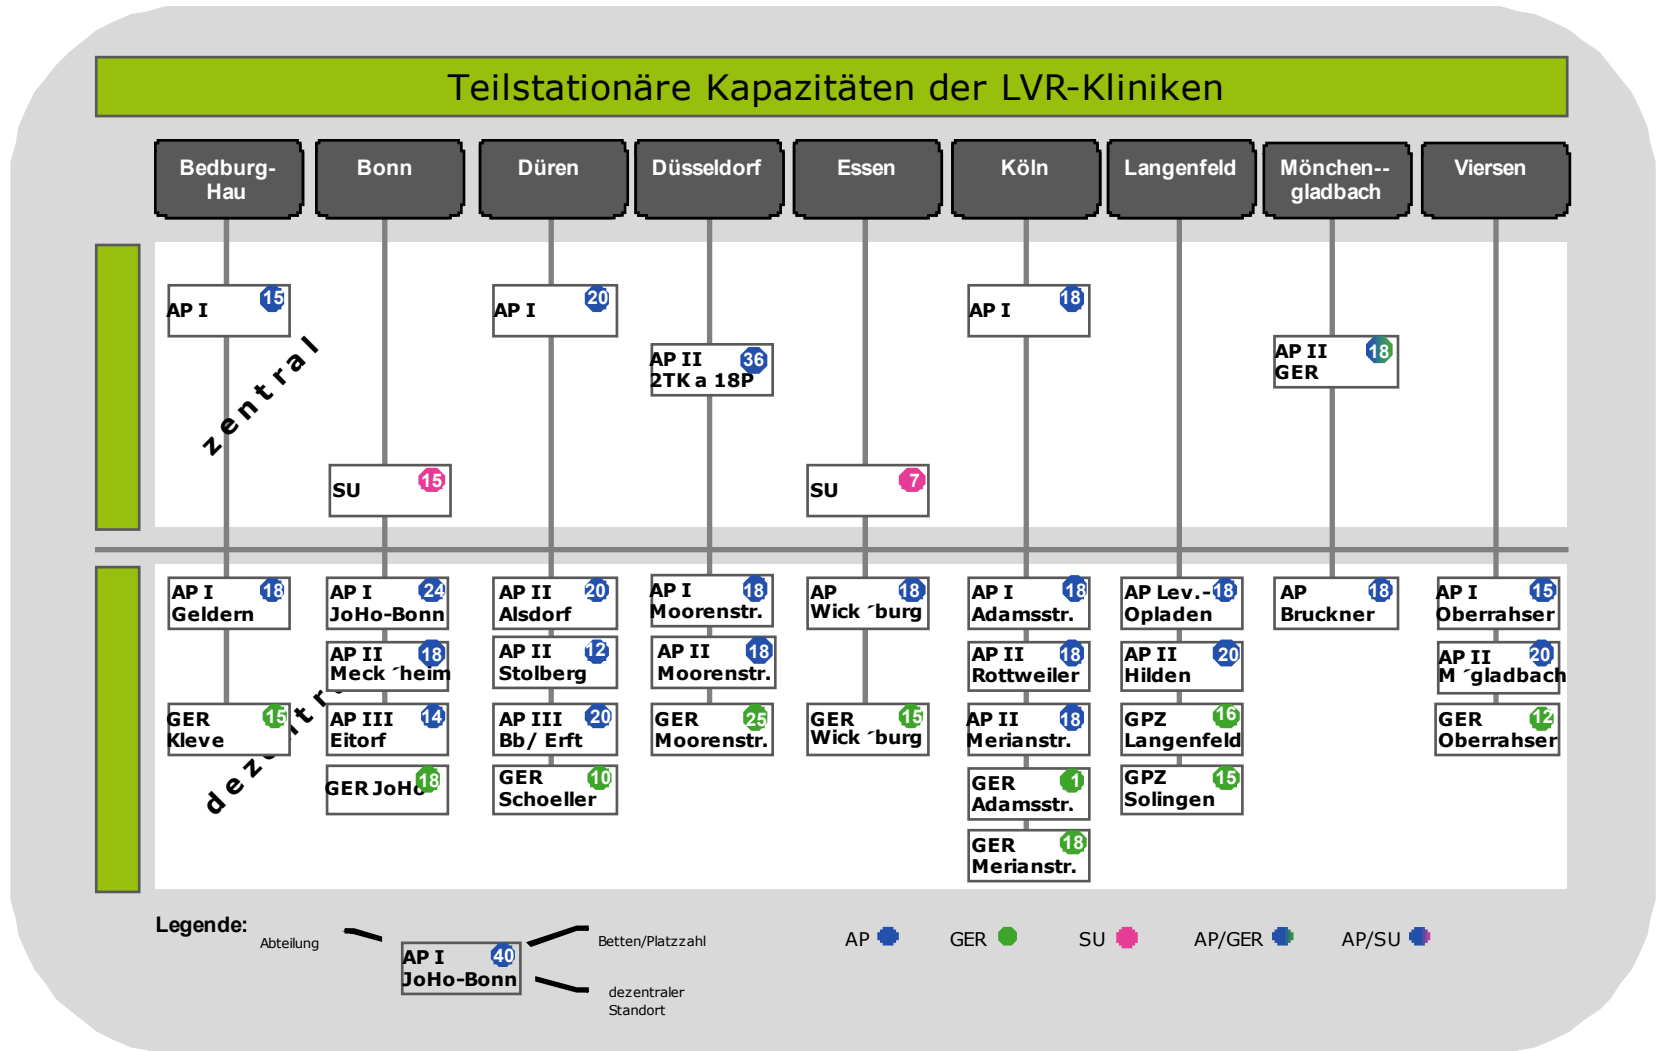 Teilstationäre Kapazitäten der LVR-Kliniken
Bedburg-
Hau
Bonn
Düren
Düsseldorf
Essen
Köln
Langenfeld
Mönchen--
gladbach
Viersen
zentral
AP I 15
AP I 20
AP I 18
AP II 36
2TK a 18P
AP II 18
GER
SU 15
SU 7
dezentral
AP I 18
Geldern
GER 15
Kleve
AP I 24
JoHo-Bonn
AP II 18
Meck ´heim
AP III 14
Eitorf
GER JoHo 18
AP II 20
Alsdorf
AP II 12
Stolberg
AP III 20
Bb/ Erft
GER 10
Schoeller
AP I 18
Moorenstr.
AP II 18
Moorenstr.
GER 25
Moorenstr.
AP 18
Wick ´burg
GER 15
Wick ´burg
AP I 18
Adamsstr.
AP II 18
Rottweiler
AP II 18
Merianstr.
GER 1
Adamsstr.
GER 18
Merianstr.
AP Lev.- 18
Opladen
AP II 20
Hilden
GPZ 16
Langenfeld
GPZ 15
Solingen
AP 18
Bruckner
AP I 15
Oberrahser
AP II 20
M ´gladbach
GER 12
Oberrahser
Legende:
Abteilung
AP I 40
JoHo-Bonn
Betten/Platzzahl
dezentraler
Standort
AP
GER
SU
AP/GER
AP/SU